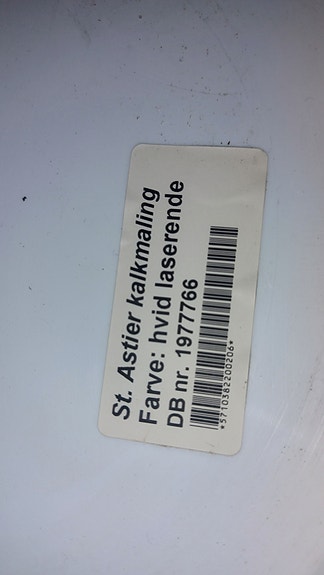 St. Astier kalkmaling
Farve: hvid laserende
DB nr. 1977766
*5710382200206*